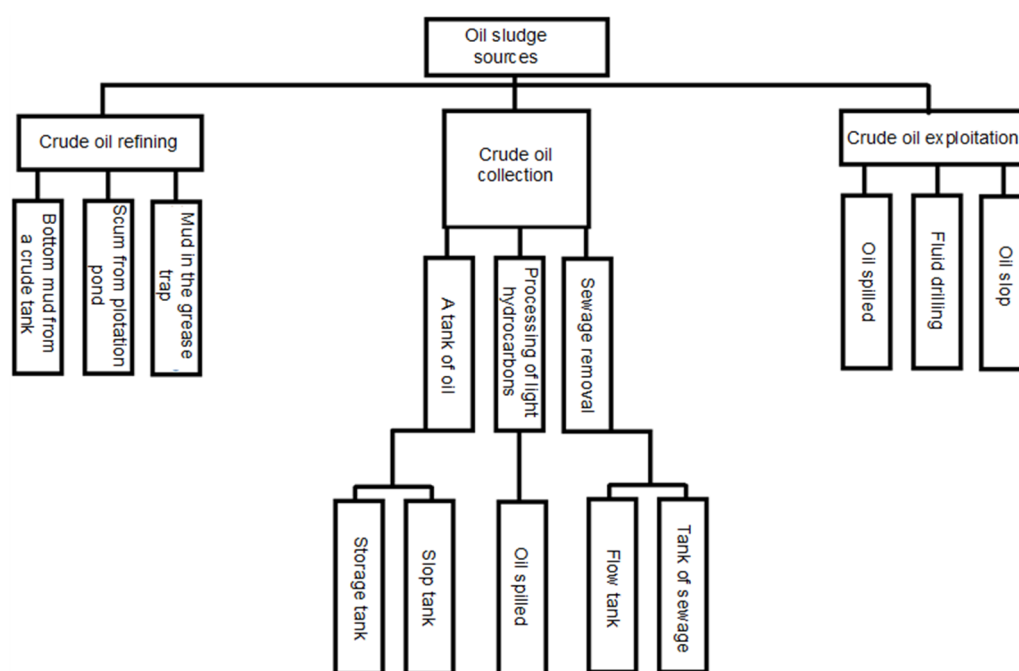 Oil sludge
sources
Crude oil refining
Crude oil
collection
Crude oil exploitation
Bottom mud from
a crude tank
Scum from plotation
pond
Mud in the grease
trap
A tank of oil
Processing of light
hydrocarbons
Sewage removal
Oil spilled
Fluid drilling
Oil slop
Storage tank
Slop tank
Oil spilled
Flow tank
Tank of sewage